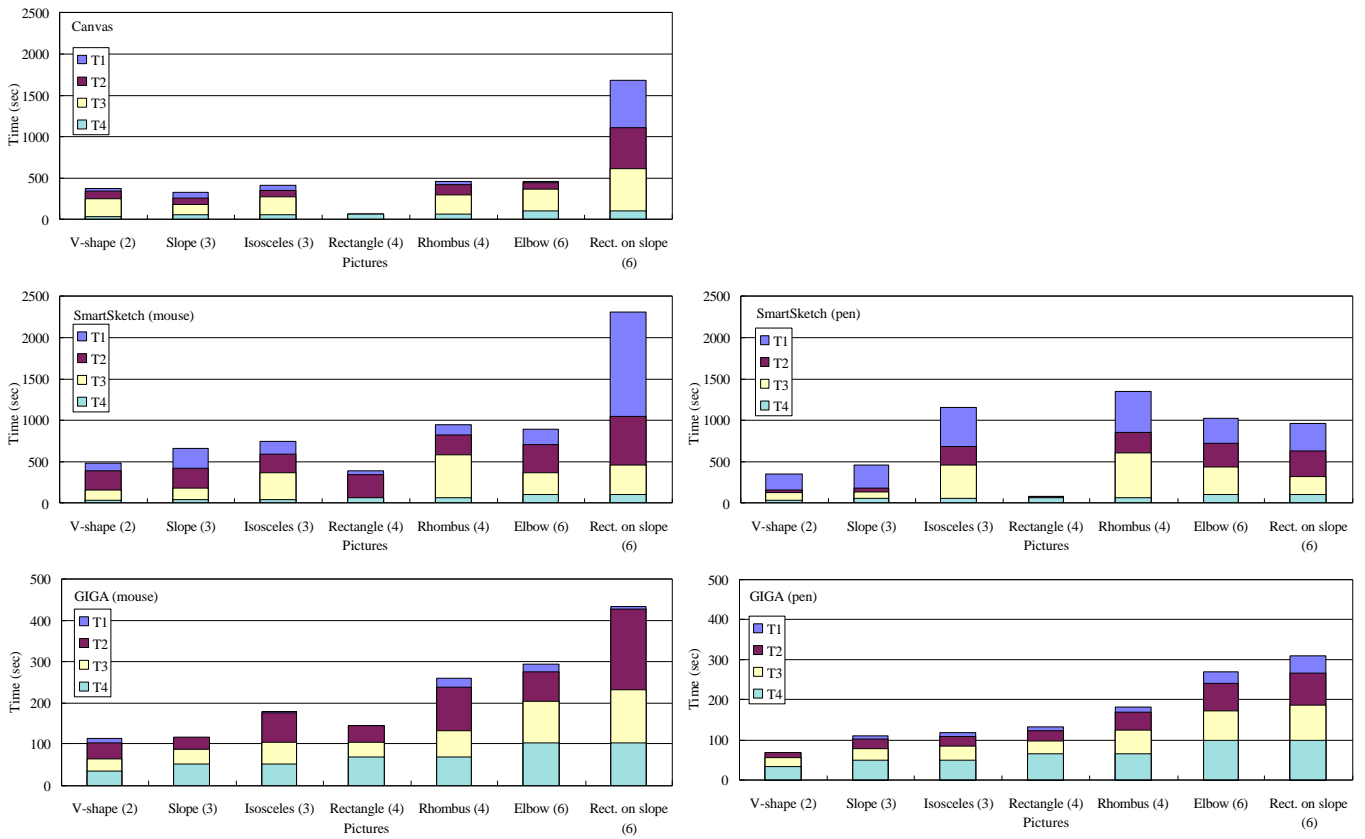 Canvas
Time (sec)
2500
2000
1500
1000
500
0
T1
T2
T3
T4
V-shape (2) Slope (3) Isosceles (3) Rectangle (4) Rhombus (4) Elbow (6) Rect. on slope
(6)
Pictures
SmartSketch (mouse)
Time (sec)
2500
2000
1500
1000
500
0
T1
T2
T3
T4
V-shape (2) Slope (3) Isosceles (3) Rectangle (4) Rhombus (4) Elbow (6) Rect. on slope
(6)
Pictures
SmartSketch (pen)
Time (sec)
2500
2000
1500
1000
500
0
T1
T2
T3
T4
V-shape (2) Slope (3) Isosceles (3) Rectangle (4) Rhombus (4) Elbow (6) Rect. on slope
(6)
Pictures
GIGA (mouse)
Time (sec)
500
400
300
200
100
0
T1
T2
T3
T4
V-shape (2) Slope (3) Isosceles (3) Rectangle (4) Rhombus (4) Elbow (6) Rect. on slope
(6)
Pictures
GIGA (pen)
Time (sec)
500
400
300
200
100
0
T1
T2
T3
T4
V-shape (2) Slope (3) Isosceles (3) Rectangle (4) Rhombus (4) Elbow (6) Rect. on slope
(6)
Pictures